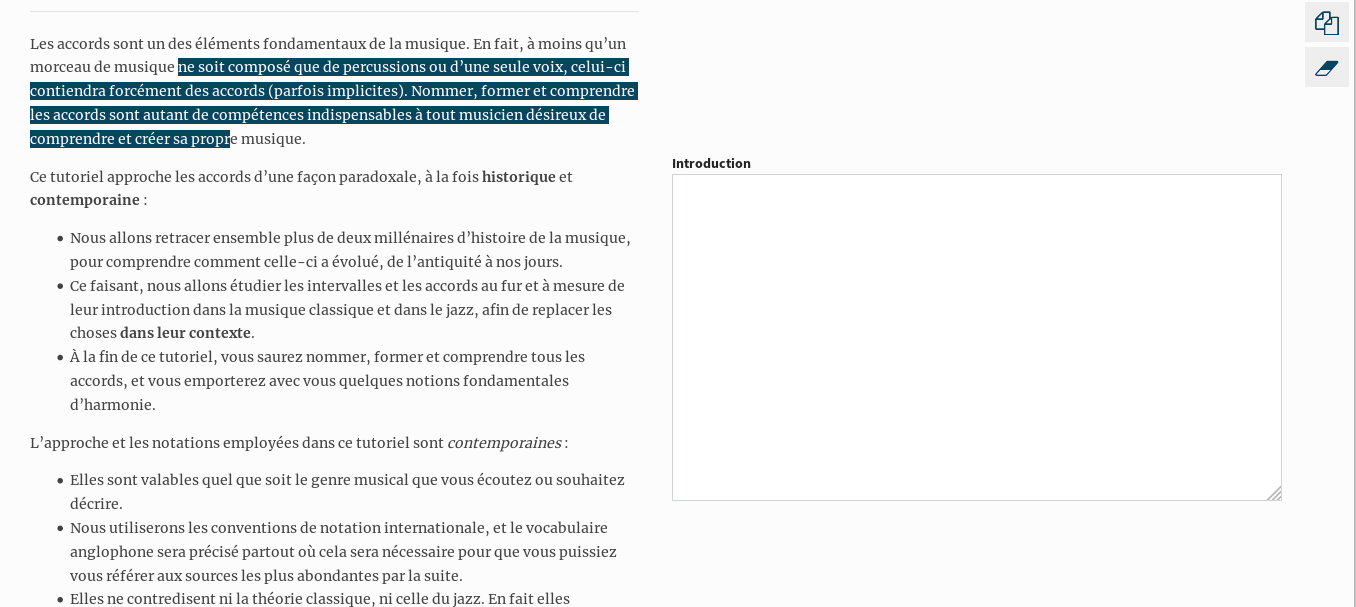 Les accords sont un des éléments fondamentaux de la musique. En fait, à moins qu’un
morceau de musique ne soit composé que de percussions ou d’une seule voix, celui-ci
contiendra forcément des accords (parfois implicites). Nommer, former et comprendre
les accords sont autant de compétences indispensables à tout musicien désireux de
comprendre et créer sa propre musique.
Ce tutoriel approche les accords d’une façon paradoxale, à la fois historique et
contemporaine :
• Nous allons retracer ensemble plus de deux millénaires d’histoire de la musique,
pour comprendre comment celle-ci a évolué, de l’antiquité à nos jours.
• Ce faisant, nous allons étudier les intervalles et les accords au fur et à mesure de
leur introduction dans la musique classique et dans le jazz, afin de replacer les
choses dans leur contexte.
• À la fin de ce tutoriel, vous saurez nommer, former et comprendre tous les
accords, et vous emporterez avec vous quelques notions fondamentales
d’harmonie.
L’approche et les notations employées dans ce tutoriel sont contemporaines :
• Elles sont valables quel que soit le genre musical que vous écoutez ou souhaitez
décrire.
• Nous utiliserons les conventions de notation internationale, et le vocabulaire
anglophone sera précisé partout où cela sera nécessaire pour que vous puissiez
vous référer aux sources les plus abondantes par la suite.
• Elles ne contredisent ni la théorie classique, ni celle du jazz. En fait elles
Introduction